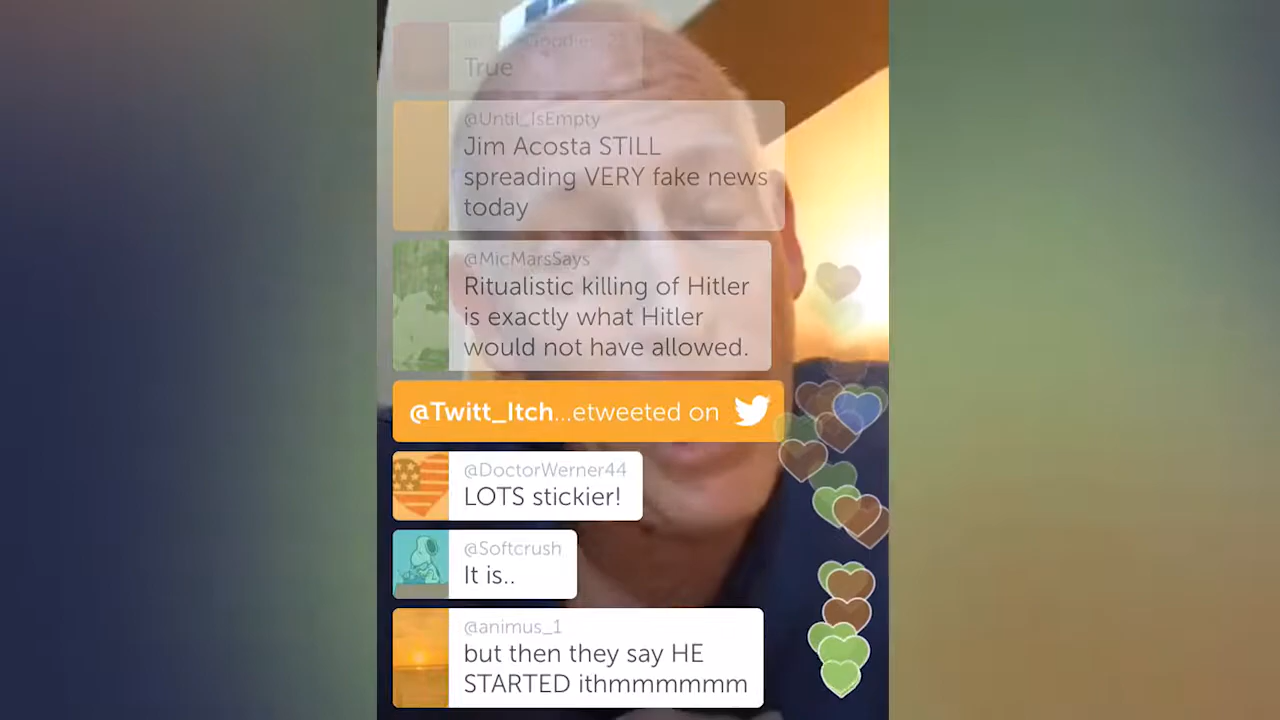 True
@Until_IsEmpty
Jim Acosta STILL
spreading VERY fake news
today
@MicMarsSays
Ritualistic killing of Hitler
is exactly what Hitler
would not have allowed.
@Twitt_Itch...etweeted on
@DoctorWerner44
LOTS stickier!
@Softcrush
It is..
@animus_1
but then they say HE
STARTED ithmmmmmm